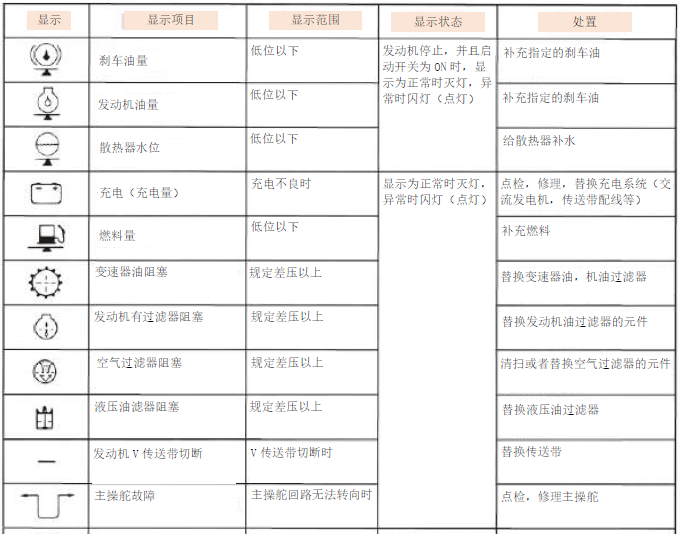 显示 显示项目 显示范围 显示状态 处置
刹车油量 低位以下 发动机停止，并且启 补充指定的刹车油
动开关为 ON 时，显
示为正常时灭灯，异
常时闪灯（点灯）
发动机油量 低位以下 补充指定的刹车油
散热器水位 低位以下 给散热器补水
充电（充电量） 充电不良时 显示为正常时灭灯， 点检，修理，替换充电系统（交
异常时闪灯（点灯） 流发电机，传送带配线等）
燃料量 低位以下 补充燃料
变速器油阻塞 规定差压以上 替换变速器油，机油过滤器
发动机有过滤器阻塞 规定差压以上 替换发动机油过滤器的元件
空气过滤器阻塞 规定差压以上 清扫或者替换空气过滤器的元件
液压油滤器阻塞 规定差压以上 替换液压油过滤器
发动机 V 传送带切断 V 传送带切断时 替换传送带
主操舵故障 主操舵回路无法转向时 点检，修理主操舵